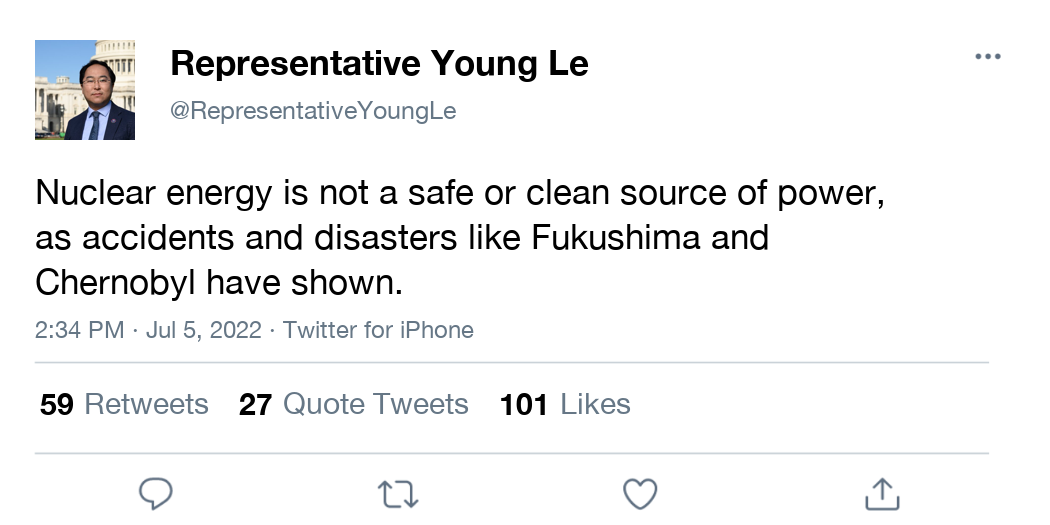 Representative Young Le
@RepresentativeYoungLe
Nuclear energy is not a safe or clean source of power,
as accidents and disasters like Fukushima and
Chernobyl have shown.
2:34 PM · Jul 5, 2022 · Twitter for iPhone
59 Retweets 27 Quote Tweets 101 Likes